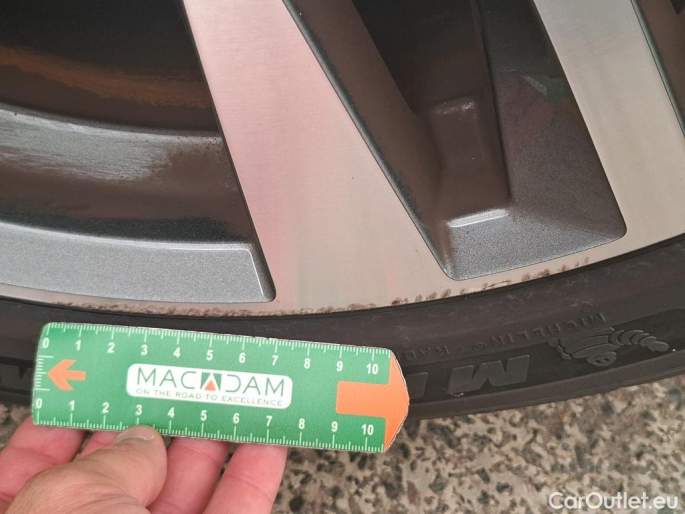 0 1 2 3 4 5 6 7 8 9 10
MACADAM
ON THE ROAD TO EXCELLENCE
0 1 2 3 4 5 6 7 8 9 10
MICHELIN
CarOutlet.eu